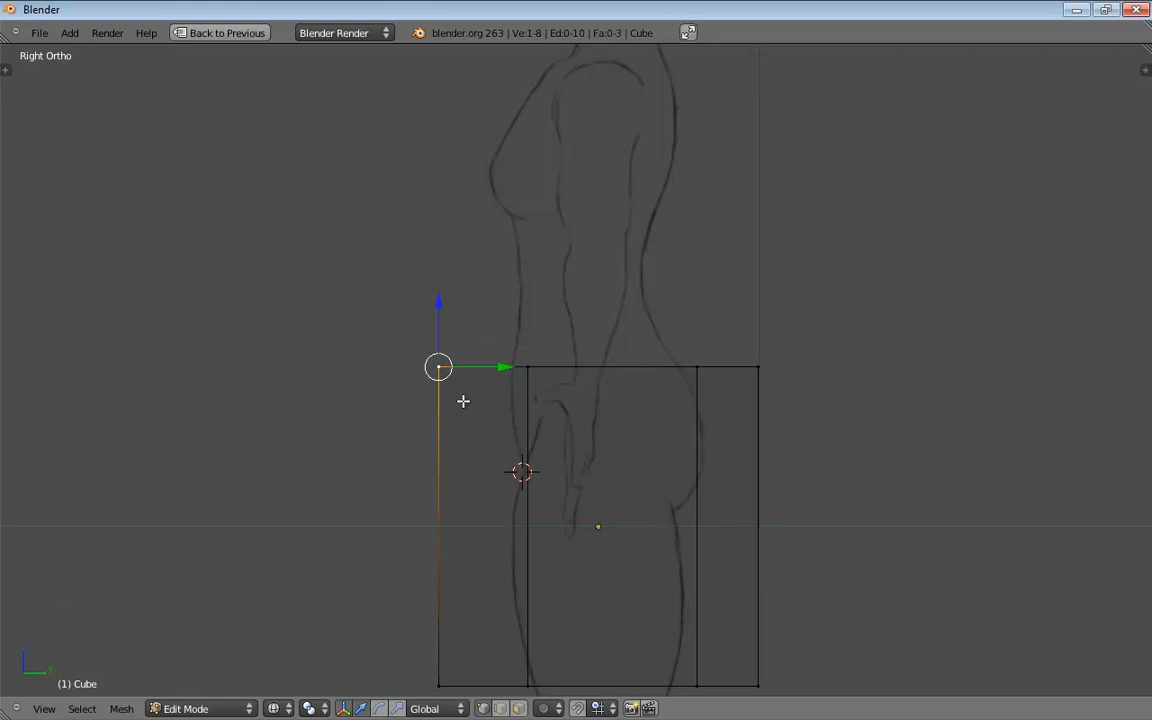 Blender
File Add Render Help Back to Previous Blender Render blender.org 263 | Ve:1-8 | Ed:0-10 | Fa:0-3 | Cube
Right Ortho
z
y
(1) Cube
View Select Mesh Edit Mode Global